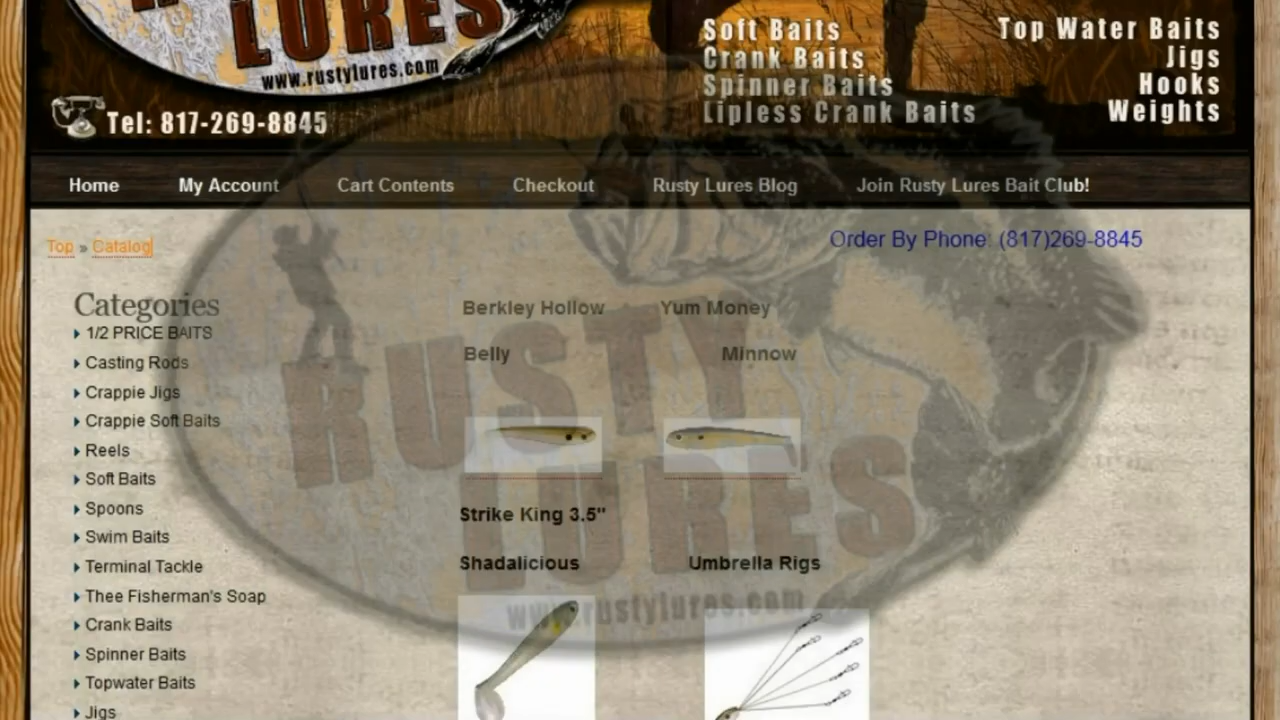 LURES
www.rustylures.com
Tel: 817-269-8845
Soft Baits
Crank Baits
Spinner Baits
Lipless Crank Baits
Top Water Baits
Jigs
Hooks
Weights
Home
My Account
Cart Contents
Checkout
Rusty Lures Blog
Join Rusty Lures Bait Club!
Top » Catalog
Order By Phone: (817)269-8845
Categories
1/2 PRICE BAITS
Casting Rods
Crappie Jigs
Crappie Soft Baits
Reels
Soft Baits
Spoons
Swim Baits
Terminal Tackle
Thee Fisherman's Soap
Crank Baits
Spinner Baits
Topwater Baits
Jigs
Berkley Hollow
Belly
Yum Money
Minnow
Strike King 3.5"
Shadalicious
Umbrella Rigs
RUSTY
LURES
www.rustylures.com